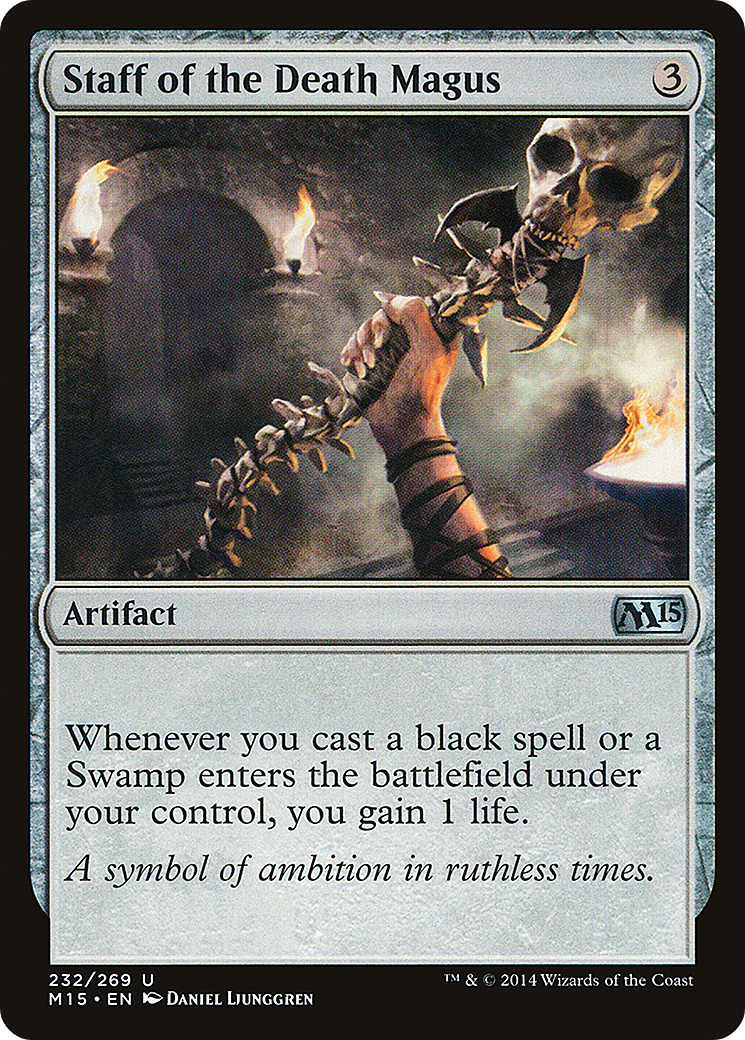 Staff of the Death Magus 3
Artifact M15
Whenever you cast a black spell or a
Swamp enters the battlefield under
your control, you gain 1 life.
A symbol of ambition in ruthless times.
232/269 U ™ & © 2014 Wizards of the Coast
M15 • EN Daniel Ljunggren